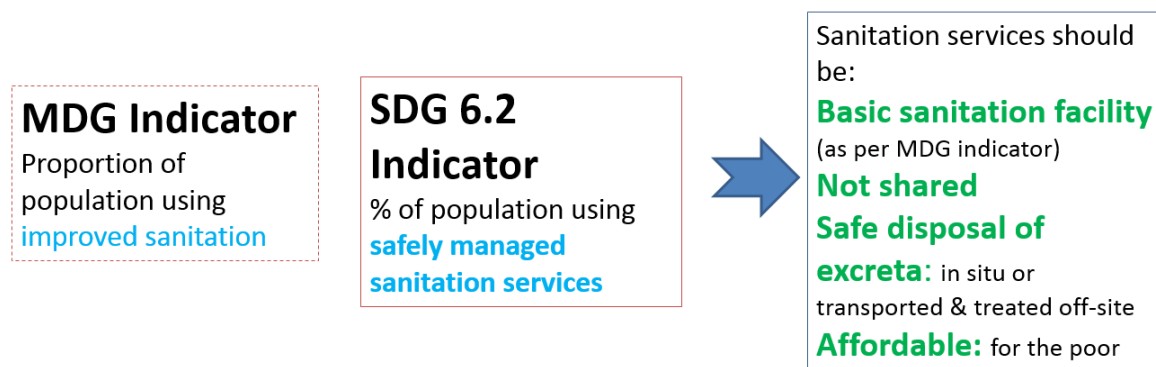 MDG Indicator
Proportion of
population using
improved sanitation
SDG 6.2
Indicator
% of population using
safely managed
sanitation services
Sanitation services should
be:
Basic sanitation facility
(as per MDG indicator)
Not shared
Safe disposal of
excreta: in situ or
transported & treated off-site
Affordable: for the poor